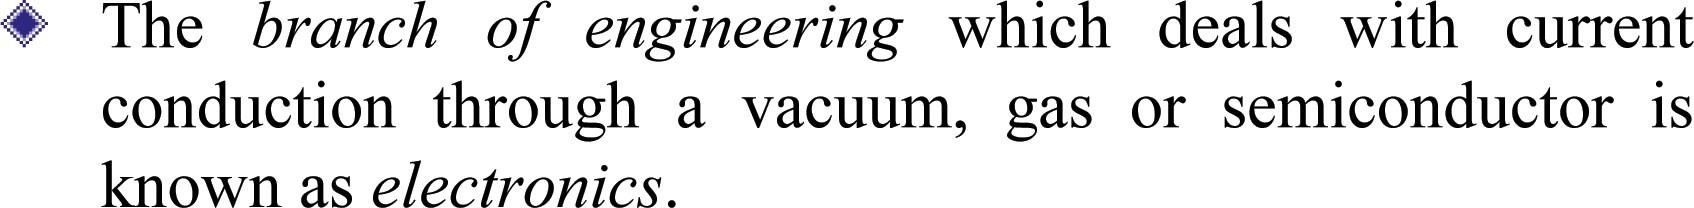 The branch of engineering which deals with current
conduction through a vacuum, gas or semiconductor is
known as electronics.